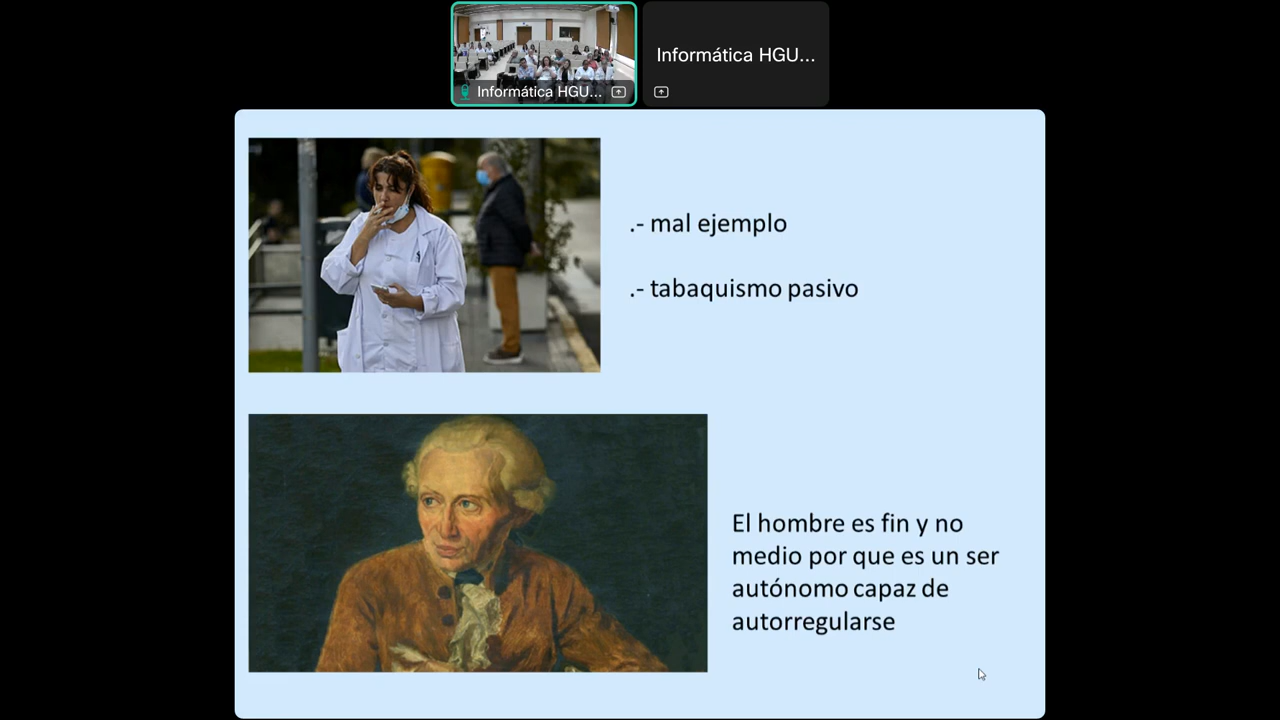 Informática HGU...
Informática HGU...
.- mal ejemplo
.- tabaquismo pasivo
El hombre es fin y no
medio por que es un ser
autónomo capaz de
autorregularse